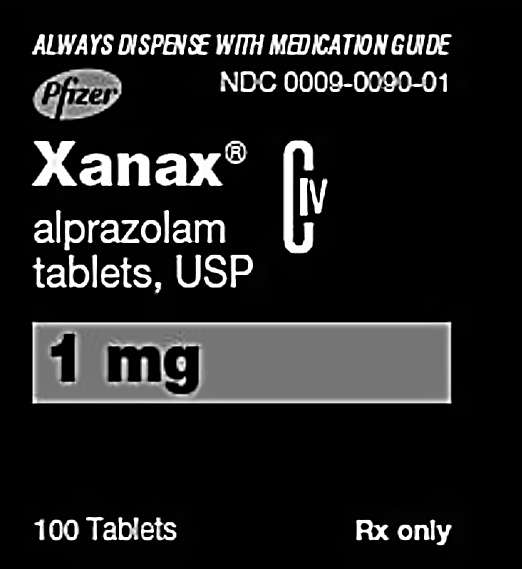 ALWAYS DISPENSE WITH MEDICATION GUIDE
Pfizer
NDC 0009-0090-01
Xanax®
CIV
alprazolam
tablets, USP
1 mg
100 Tablets
Rx only